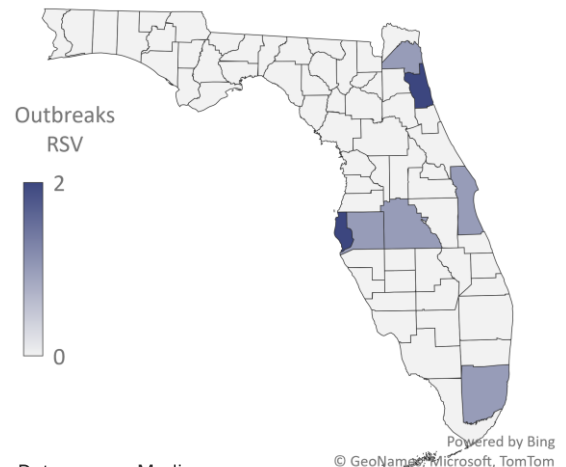 Outbreaks
RSV
2
0
Powered by Bing
© GeoNames, Microsoft, TomTom